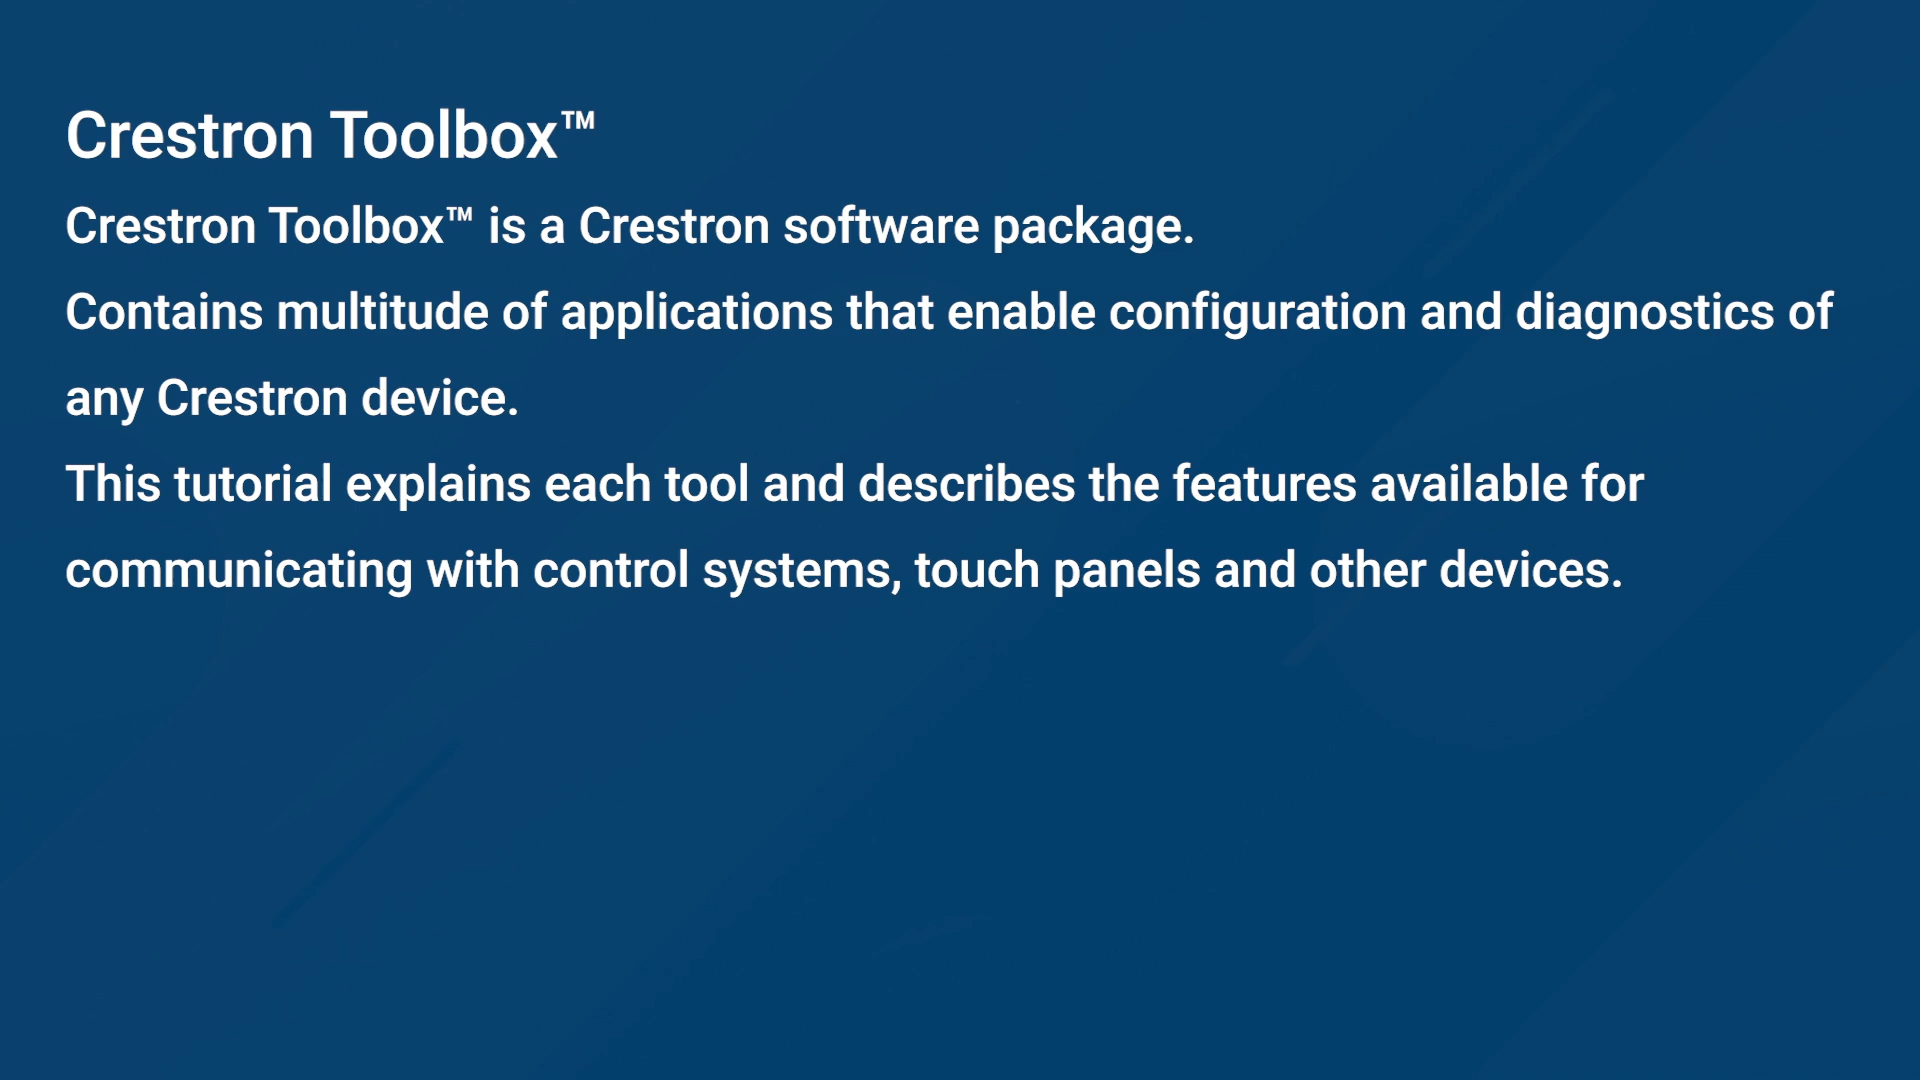 Crestron Toolbox™
Crestron Toolbox™ is a Crestron software package.
Contains multitude of applications that enable configuration and diagnostics of
any Crestron device.
This tutorial explains each tool and describes the features available for
communicating with control systems, touch panels and other devices.